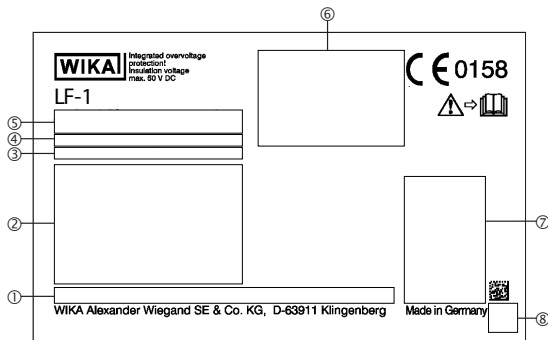 ⑥
WIKA
Integrated overvoltage
protection!
Insulation voltage
max. 60 V DC
CE 0158
LF-1
⑤
④
③
②
⑦
①
WIKA Alexander Wiegand SE & Co. KG, D-63911 Klingenberg
Made in Germany
⑧